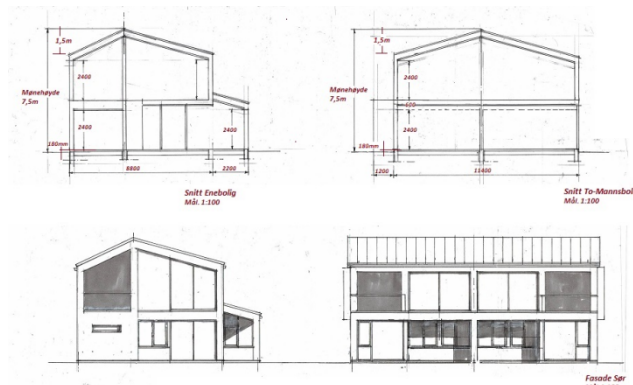 1,5m
2400
Mønehøyde
7,5m
2400
2400
180mm
8800
2200
Snitt Enebolig
Mål. 1:100
1,5m
2400
Mønehøyde
7,5m
2400
180mm
1200
11400
Snitt To-Mannsbol
Mål. 1:100
Fasade Sør